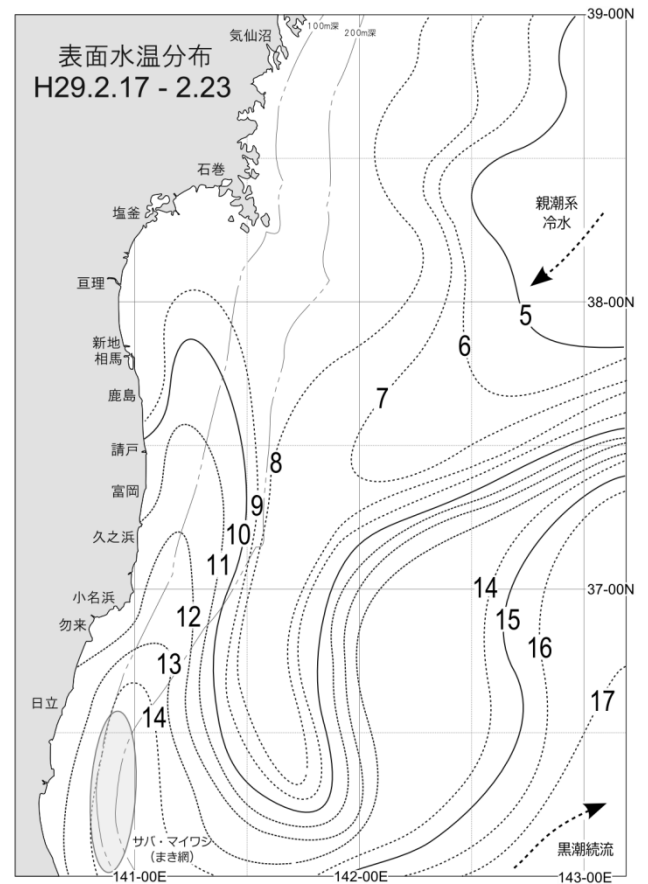 表面水温分布
H29.2.17 - 2.23
気仙沼
100m深
200m深
39-00N
石巻
塩釜
親潮系
冷水
亘理
38-00N
5
新地
相馬
6
鹿島
7
請戸
8
富岡
9
久之浜
10
11
小名浜
37-00N
14
勿来
12
15
16
13
日立
17
14
サバ・マイワシ
(まき網)
黒潮続流
141-00E
142-00E
143-00E